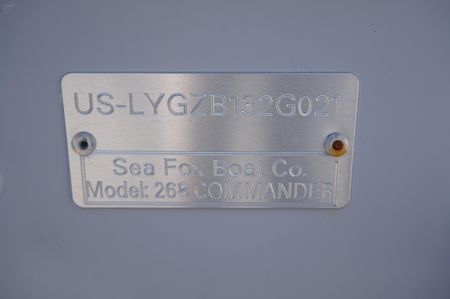 US-LYGZB132G021
Sea Fox Boat Co.
Model: 268 COMMANDER